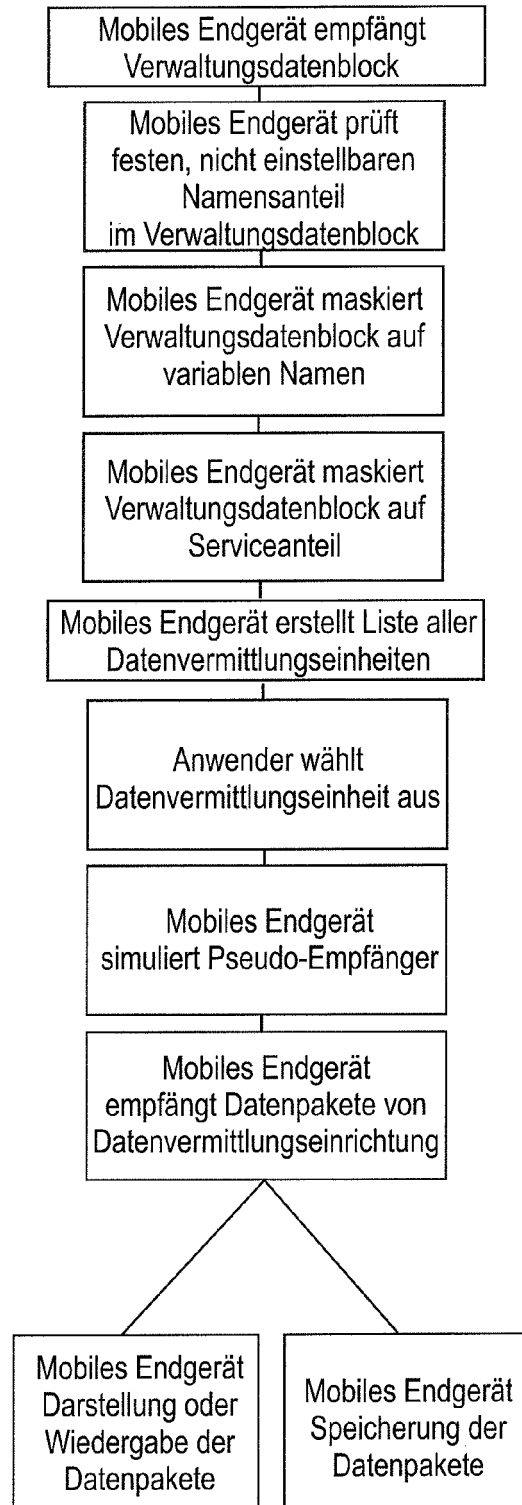 Mobiles Endgerät empfängt
Verwaltungsdatenblock
Mobiles Endgerät prüft
festen, nicht einstellbaren
Namensanteil
im Verwaltungsdatenblock
Mobiles Endgerät maskiert
Verwaltungsdatenblock auf
variablen Namen
Mobiles Endgerät maskiert
Verwaltungsdatenblock auf
Serviceanteil
Mobiles Endgerät erstellt Liste aller
Datenvermittlungseinheiten
Anwender wählt
Datenvermittlungseinheit aus
Mobiles Endgerät
simuliert Pseudo-Empfänger
Mobiles Endgerät
empfängt Datenpakete von
Datenvermittlungseinrichtung
Mobiles Endgerät
Darstellung oder
Wiedergabe der
Datenpakete
Mobiles Endgerät
Speicherung der
Datenpakete